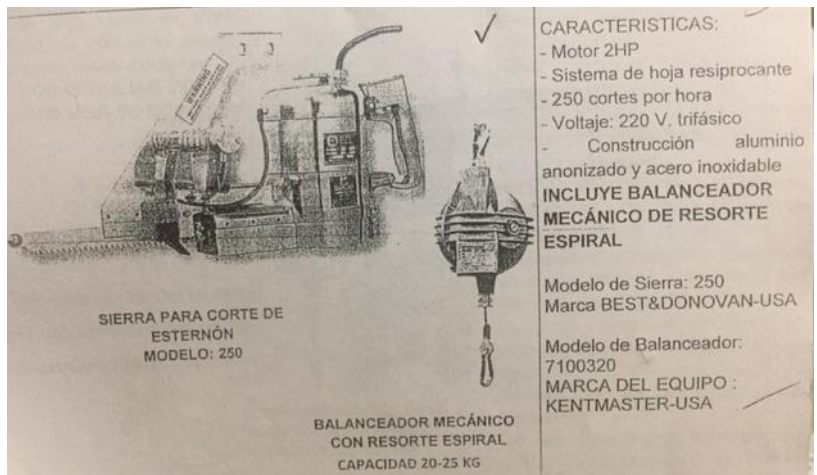 WARNING
SIERRA PARA CORTE DE
ESTERNÓN
MODELO: 250
BALANCEADOR MECÁNICO
CON RESORTE ESPIRAL
CAPACIDAD 20-25 KG
CARACTERISTICAS:
- Motor 2HP
- Sistema de hoja resiprocante
- 250 cortes por hora
- Voltaje: 220 V. trifásico
- Construcción aluminio
anonizado y acero inoxidable
INCLUYE BALANCEADOR
MECÁNICO DE RESORTE
ESPIRAL
Modelo de Sierra: 250
Marca BEST&DONOVAN-USA
Modelo de Balanceador:
7100320
MARCA DEL EQUIPO :
KENTMASTER-USA